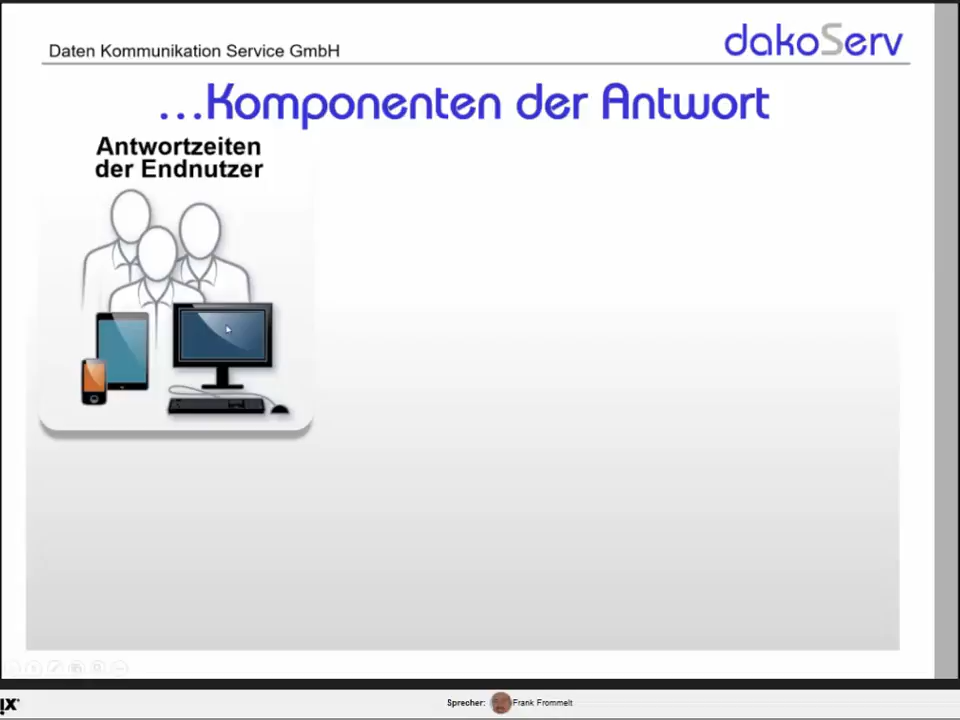 Daten Kommunikation Service GmbH
dakoServ
...Komponenten der Antwort
Antwortzeiten
der Endnutzer
Sprecher: Frank Frommelt